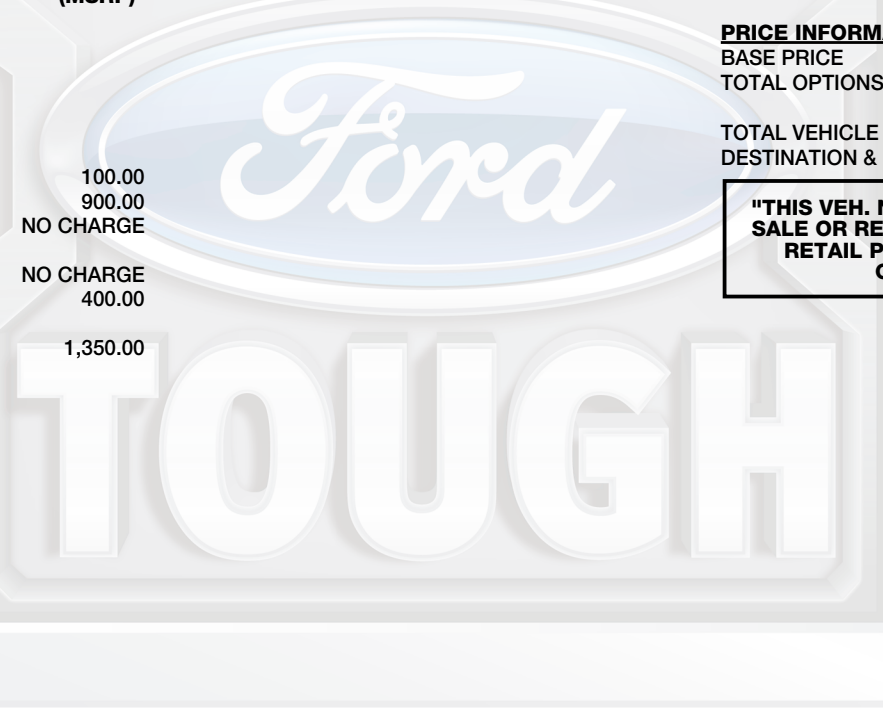 (MSRP)
100.00
900.00
NO CHARGE
NO CHARGE
400.00
1,350.00
PRICE INFORMA
BASE PRICE
TOTAL OPTIONS
TOTAL VEHICLE
DESTINATION &
"THIS VEH. N
SALE OR RE
RETAIL P
Ford
TOUGH